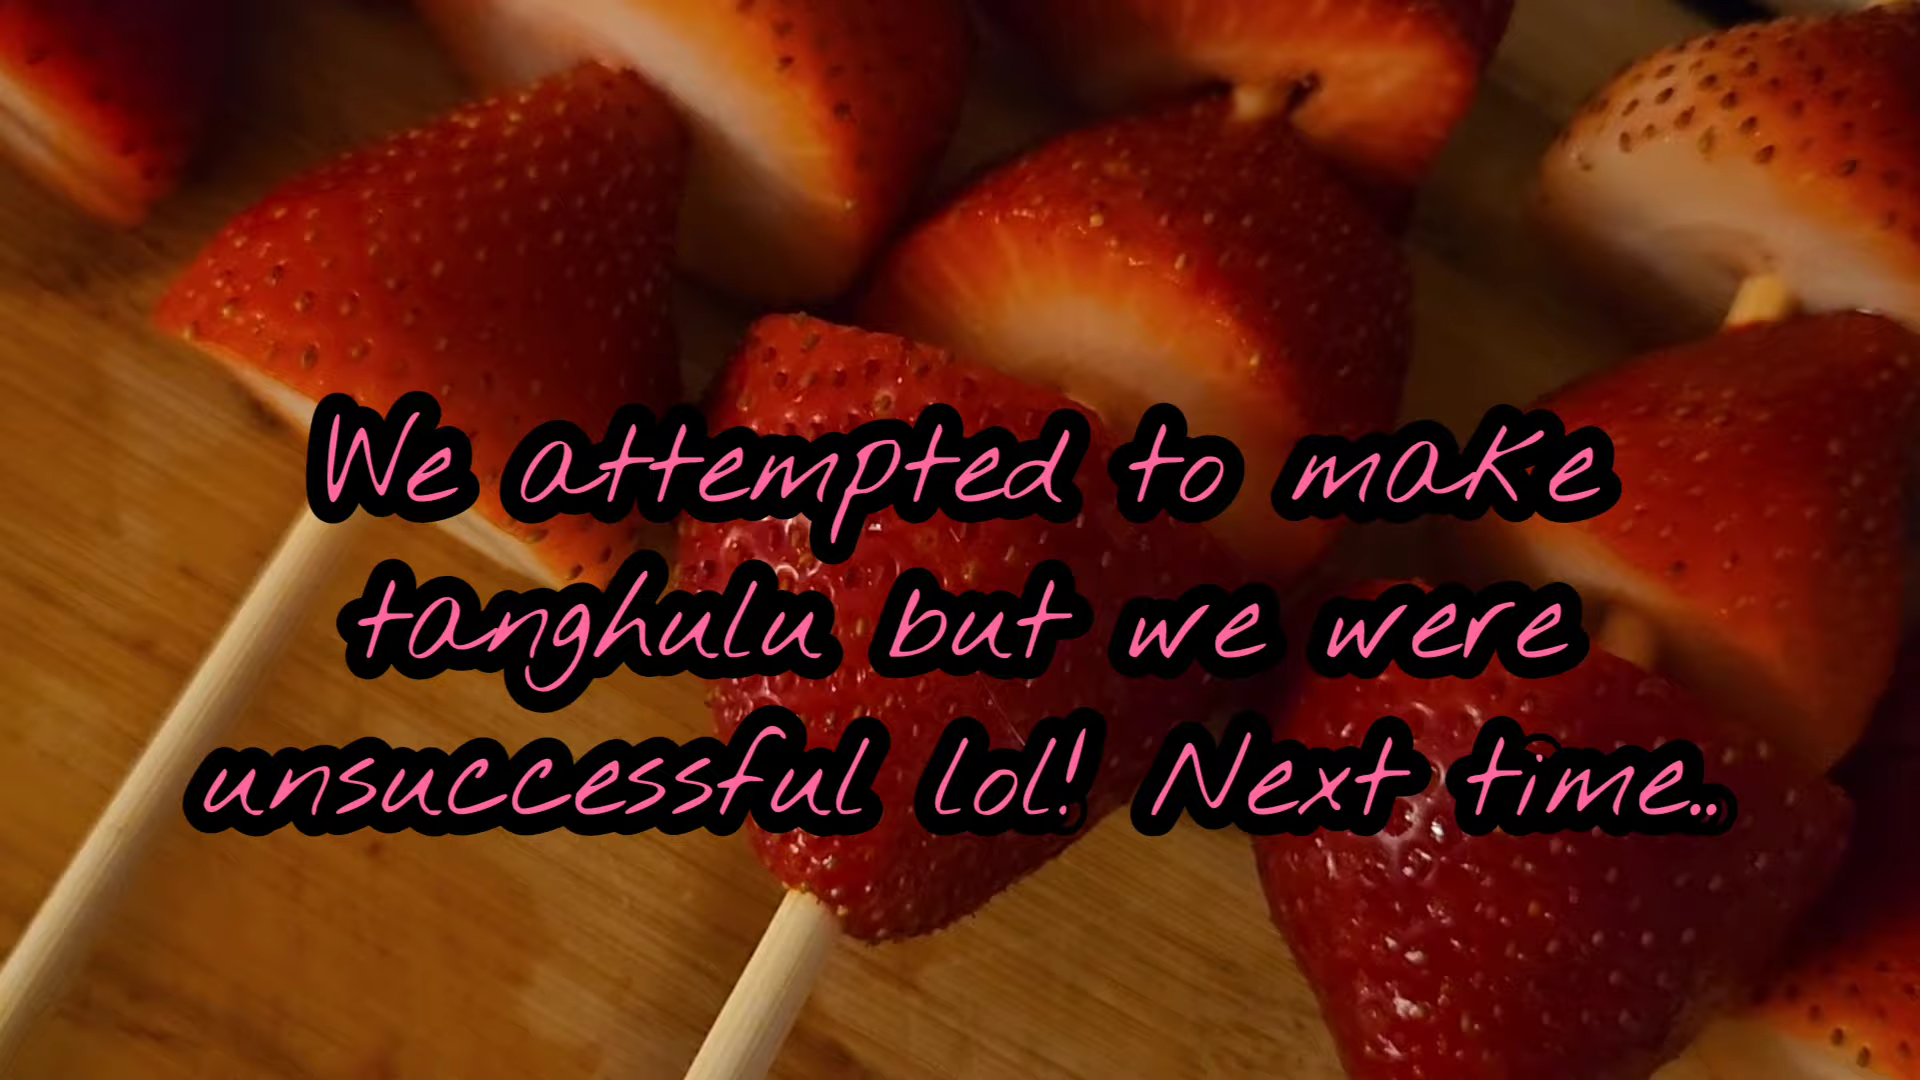 We attempted to make
tanghulu but we were
unsuccessful lol! Next time..